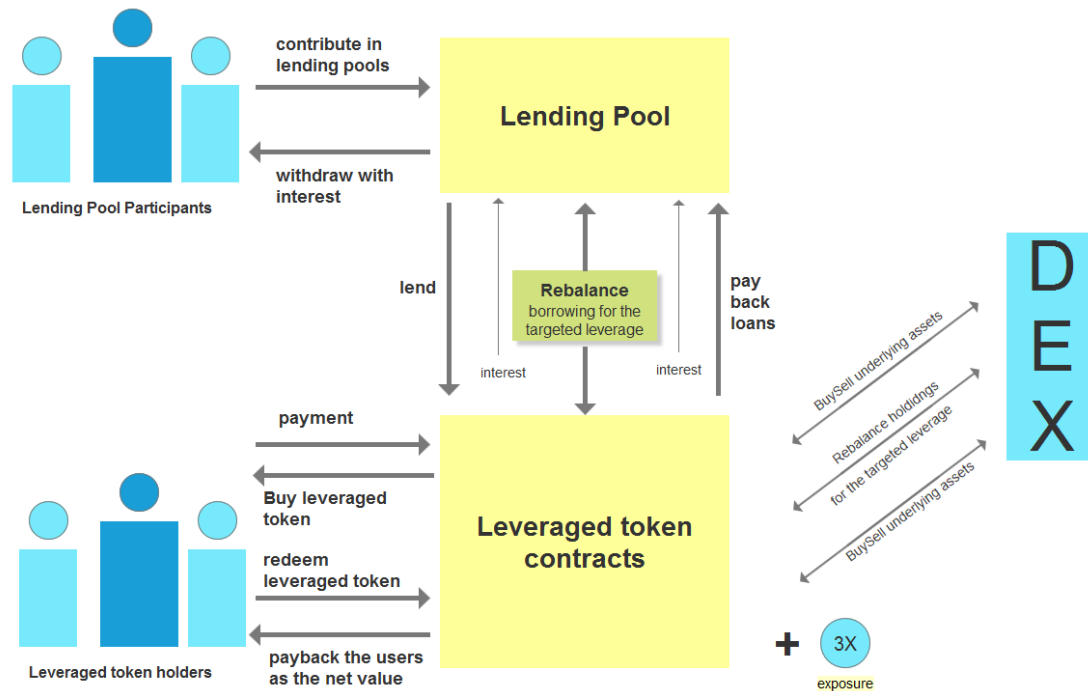 contribute in
lending pools
Lending Pool
withdraw with
interest
Lending Pool Participants
lend
Rebalance
borrowing for the
targeted leverage
pay
back
loans
interest
interest
D
E
X
BuySell underlying assets
Rebalance holdidngs
for the targeted leverage
BuySell underlying assets
payment
Buy leveraged
token
Leveraged token
contracts
redeem
leveraged token
payback the users
as the net value
Leveraged token holders
+
3X
exposure